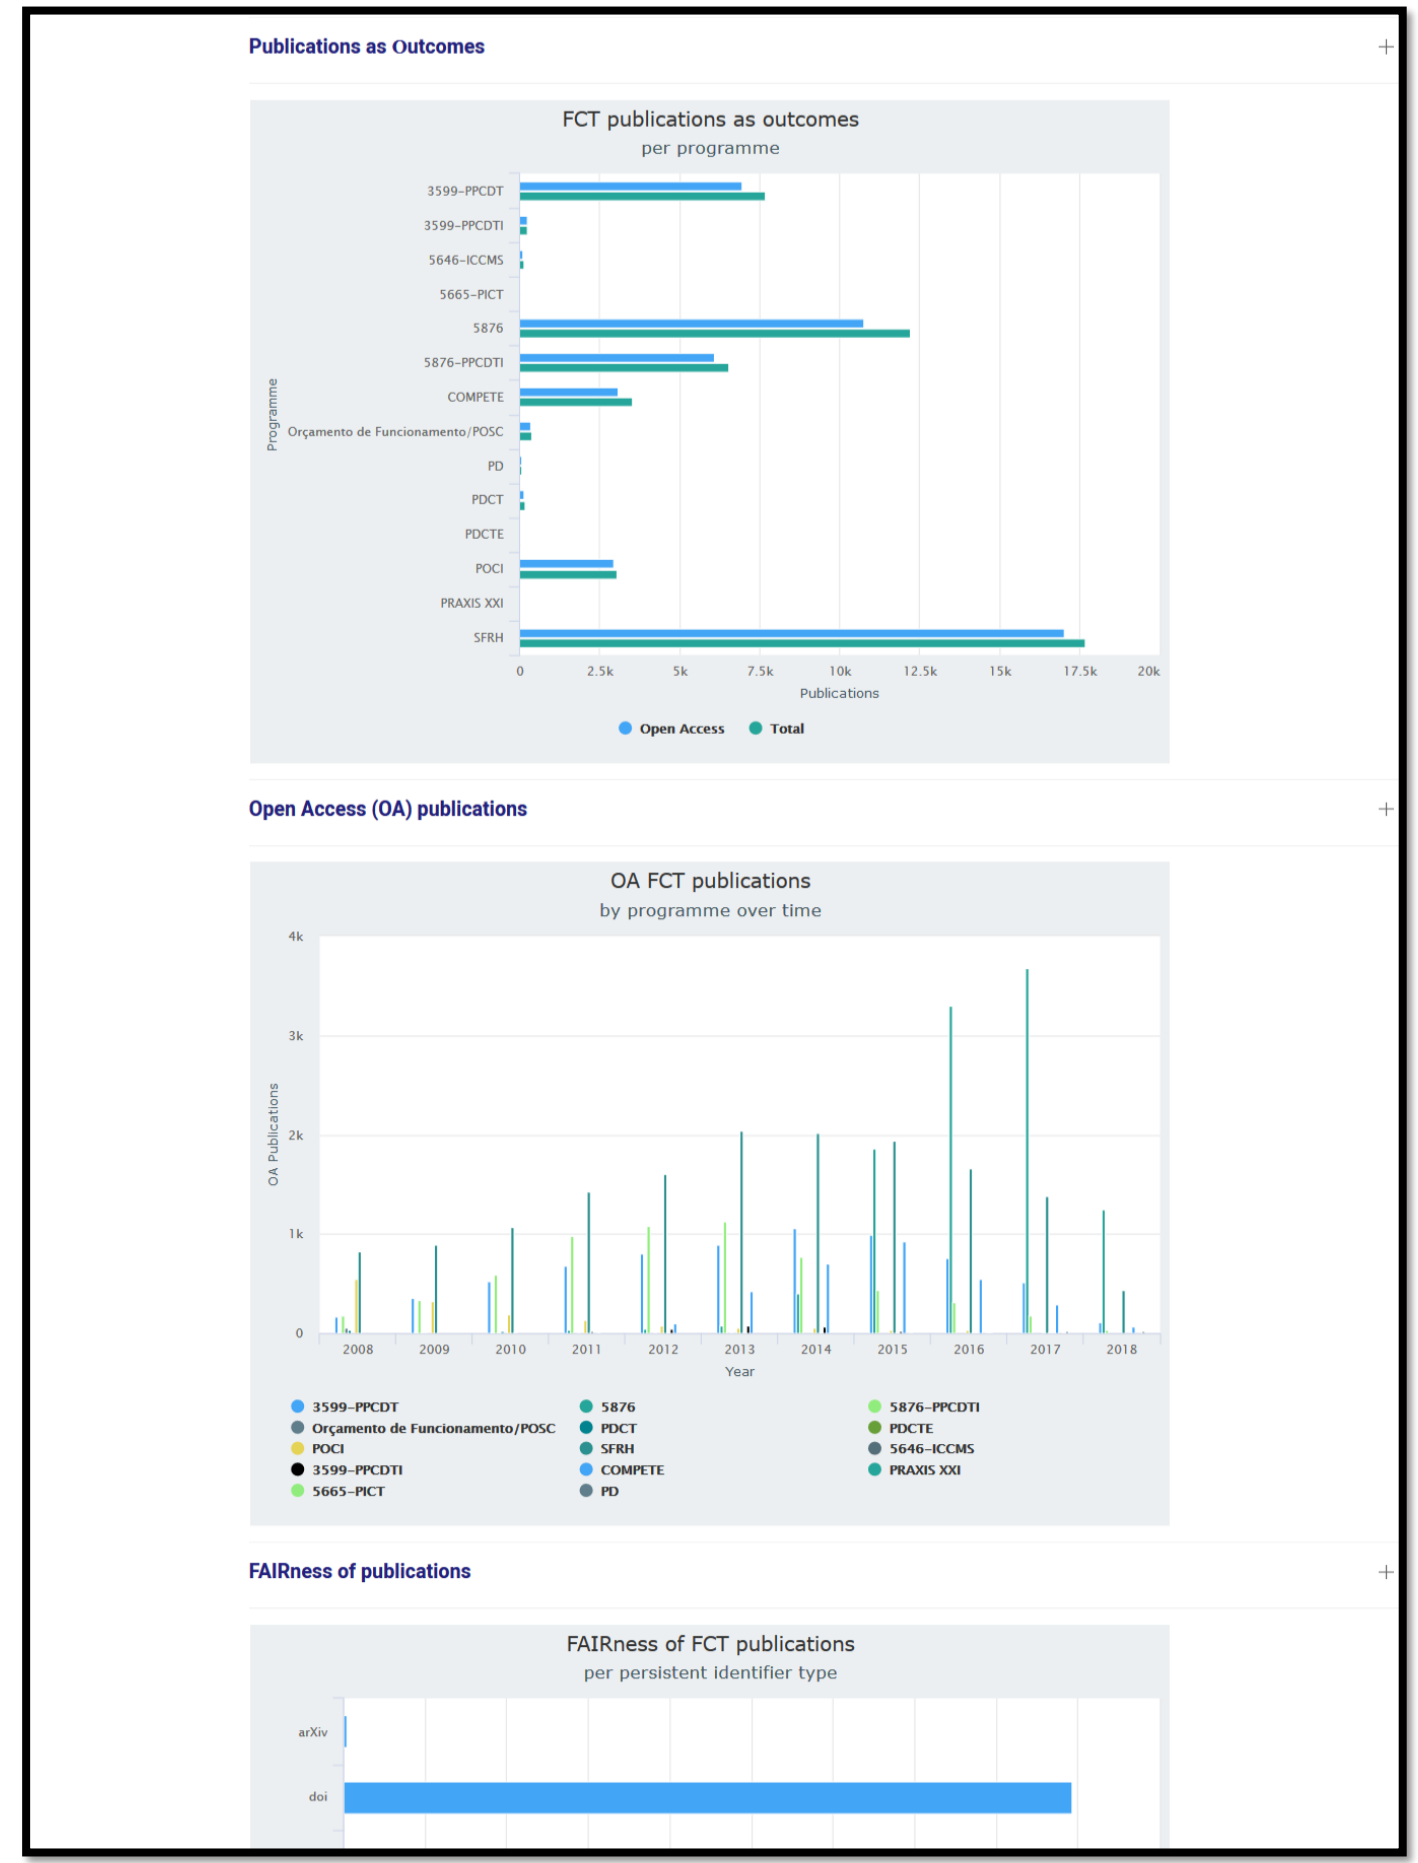 Publications as Outcomes
+
FCT publications as outcomes
per programme
Programme
3599-PPCDT
3599-PPCDTI
5646-ICCMS
5665-PICT
5876
5876-PPCDTI
COMPETE
Orçamento de Funcionamento/POSC
PD
PDCT
PDCTE
POCI
PRAXIS XXI
SFRH
0 2.5k 5k 7.5k 10k 12.5k 15k 17.5k 20k
Publications
Open Access Total
Open Access (OA) publications
+
OA FCT publications
by programme over time
OA Publications
4k
3k
2k
1k
0
2008 2009 2010 2011 2012 2013 2014 2015 2016 2017 2018
Year
3599-PPCDT 5876 5876-PPCDTI
Orçamento de Funcionamento/POSC PDCT PDCTE
POCI SFRH 5646-ICCMS
3599-PPCDTI COMPETE PRAXIS XXI
5665-PICT PD
FAIRness of publications
+
FAIRness of FCT publications
per persistent identifier type
arXiv
doi